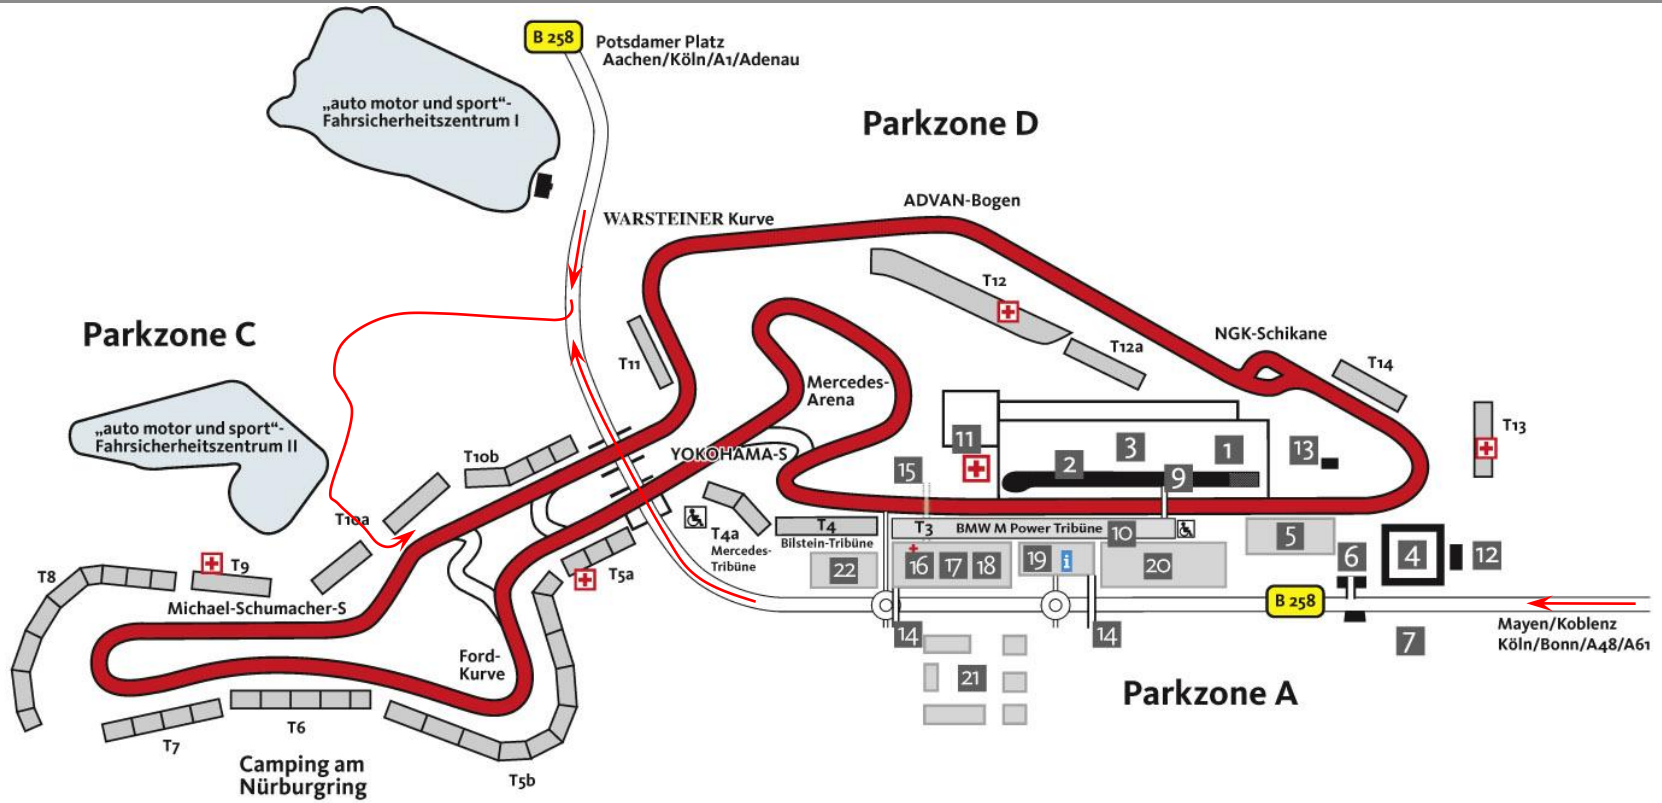 B 258
Potsdamer Platz
Aachen/Köln/A1/Adenau
„auto motor und sport“-
Fahrsicherheitszentrum I
Parkzone D
ADVAN-Bogen
WARSTEINER Kurve
T12
Parkzone C
NGK-Schikane
T12a
T11
T14
Mercedes-
Arena
„auto motor und sport“-
Fahrsicherheitszentrum II
T13
T10b
YOKOHAMA-S
11
3
1
13
2
9
15
T10a
T4a
Mercedes-
Tribüne
T4
Bilstein-Tribüne
T3
BMW M Power Tribüne
10
5
6
4
12
T9
T8
T5a
22
16
17
18
19
i
20
Michael-Schumacher-S
B 258
14
14
7
Mayen/Koblenz
Köln/Bonn/A48/A61
Ford-
Kurve
21
Parkzone A
T6
T7
T5b
Camping am
Nürburgring